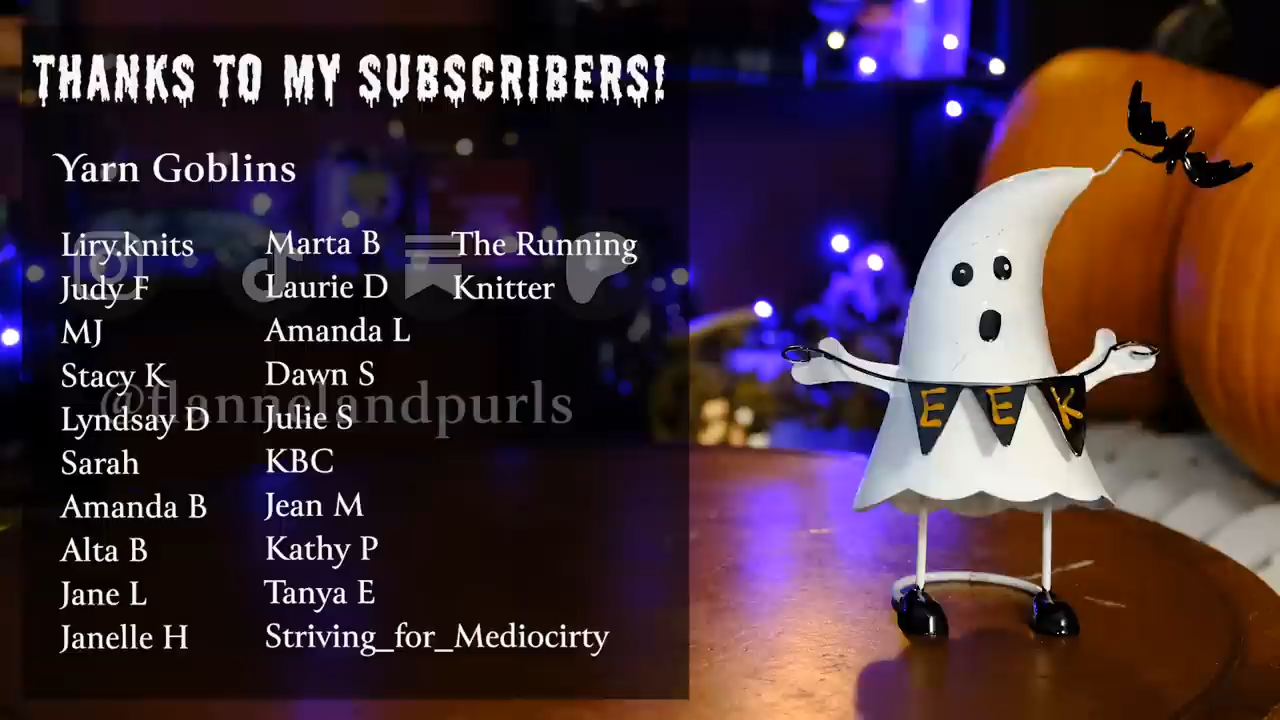 THANKS TO MY SUBSCRIBERS!
Yarn Goblins
Liry.knits
Judy F
MJ
Stacy K
Lyndsay D
Sarah
Amanda B
Alta B
Jane L
Janelle H
Marta B
Laurie D
Amanda L
Dawn S
Julie S
KBC
Jean M
Kathy P
Tanya E
Striving_for_Mediocirty
The Running
Knitter
@flannelandpurls
E E K